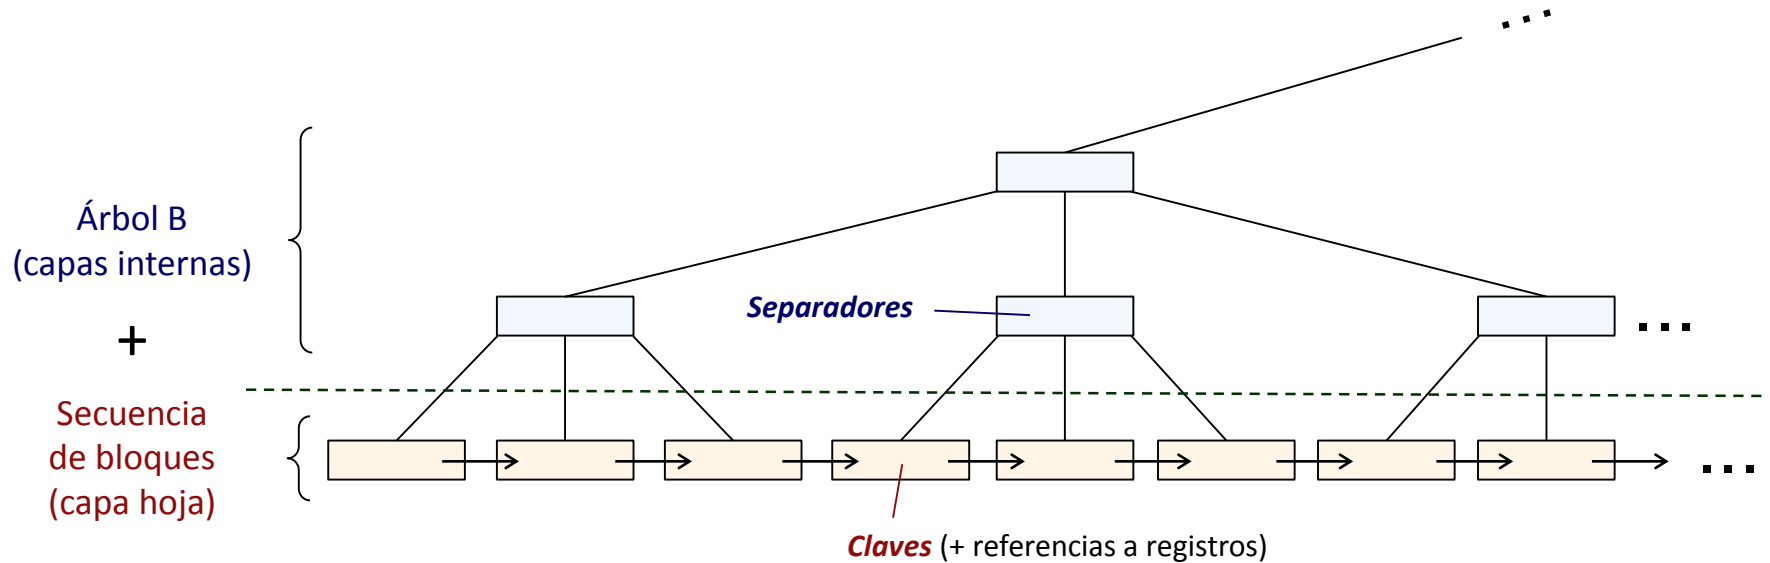 ...
Árbol B
(capas internas)
Separadores
...
+
Secuencia
de bloques
(capa hoja)
...
Claves (+ referencias a registros)